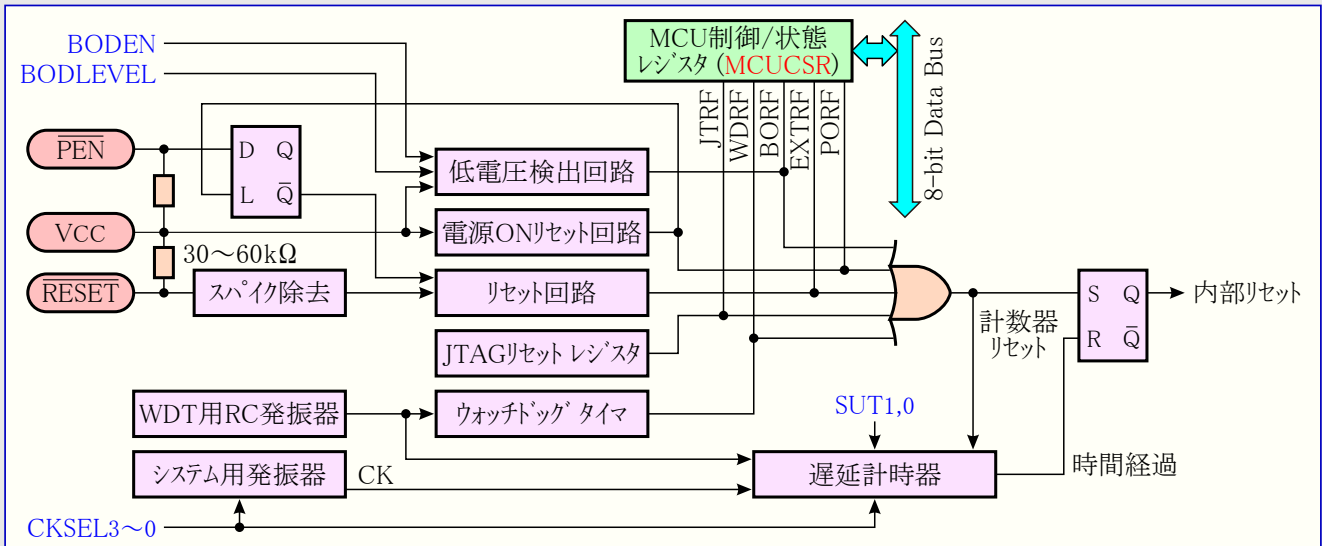 BODEN
BODLEVEL
MCU制御/状態
レジスタ (MCUCSR)
8-bit Data Bus
JTRF
WDRF
BORF
EXTRF
PORF
PEN
D Q
L Q
低電圧検出回路
VCC
電源ONリセット回路
30～60kΩ
RESET
スパイク除去
リセット回路
S Q
R Q
内部リセット
計数器
リセット
JTAGリセット レジスタ
WDT用RC発振器
ウォッチドッグ タイマ
SUT1,0
システム用発振器
CK
遅延計時器
時間経過
CKSEL3～0